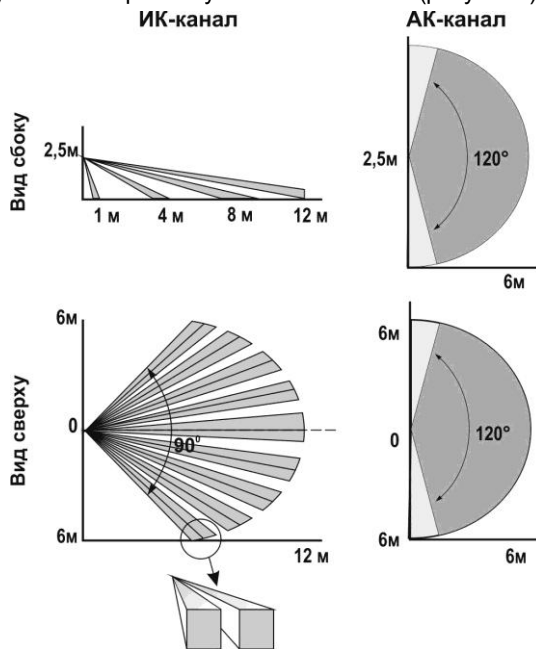 ИК-канал
АК-канал
Вид сбоку
2,5м
1 м
4 м
8 м
12 м
2,5м
120°
6м
Вид сверху
6м
0
90⁰
6м
12 м
6м
0
120°
6м
6м